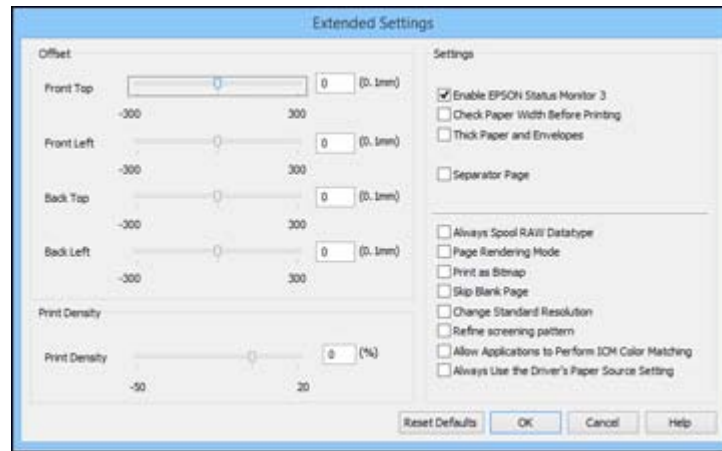 Extended Settings
Offset
Front Top 0 (0.1mm)
-300 300
Front Left 0 (0.1mm)
-300 300
Back Top 0 (0.1mm)
-300 300
Back Left 0 (0.1mm)
-300 300
Print Density
Print Density 0 (%)
-50 20
Settings
Enable EPSON Status Monitor 3
Check Paper Width Before Printing
Thick Paper and Envelopes
Separator Page
Always Spool RAW Datatype
Page Rendering Mode
Print as Bitmap
Skip Blank Page
Change Standard Resolution
Refine screening pattern
Allow Applications to Perform ICM Color Matching
Always Use the Driver's Paper Source Setting
Reset Defaults OK Cancel Help